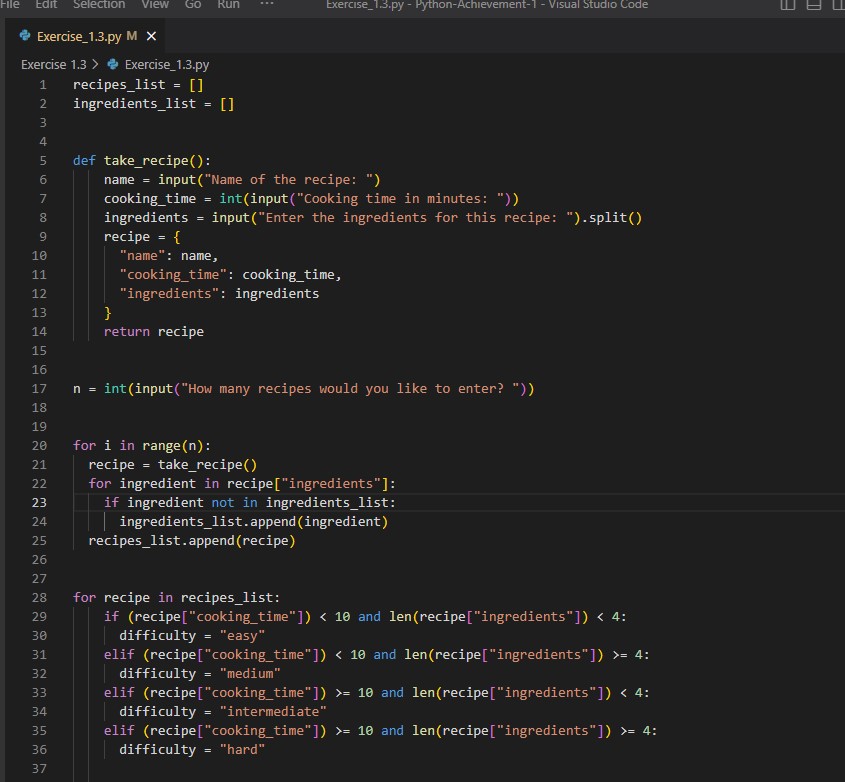 File Edit Selection View Go Run ··· Exercise_1.3.py - Python-Achievement-1 - Visual Studio Code
Exercise_1.3.py M ×
Exercise 1.3 > Exercise_1.3.py
1 recipes_list = []
2 ingredients_list = []
3
4
5 def take_recipe():
6     name = input("Name of the recipe: ")
7     cooking_time = int(input("Cooking time in minutes: "))
8     ingredients = input("Enter the ingredients for this recipe: ").split()
9     recipe = {
10       "name": name,
11       "cooking_time": cooking_time,
12       "ingredients": ingredients
13     }
14     return recipe
15
16
17 n = int(input("How many recipes would you like to enter? "))
18
19
20 for i in range(n):
21   recipe = take_recipe()
22   for ingredient in recipe["ingredients"]:
23     if ingredient not in ingredients_list:
24       ingredients_list.append(ingredient)
25   recipes_list.append(recipe)
26
27
28 for recipe in recipes_list:
29     if (recipe["cooking_time"]) < 10 and len(recipe["ingredients"]) < 4:
30       difficulty = "easy"
31     elif (recipe["cooking_time"]) < 10 and len(recipe["ingredients"]) >= 4:
32       difficulty = "medium"
33     elif (recipe["cooking_time"]) >= 10 and len(recipe["ingredients"]) < 4:
34       difficulty = "intermediate"
35     elif (recipe["cooking_time"]) >= 10 and len(recipe["ingredients"]) >= 4:
36       difficulty = "hard"
37